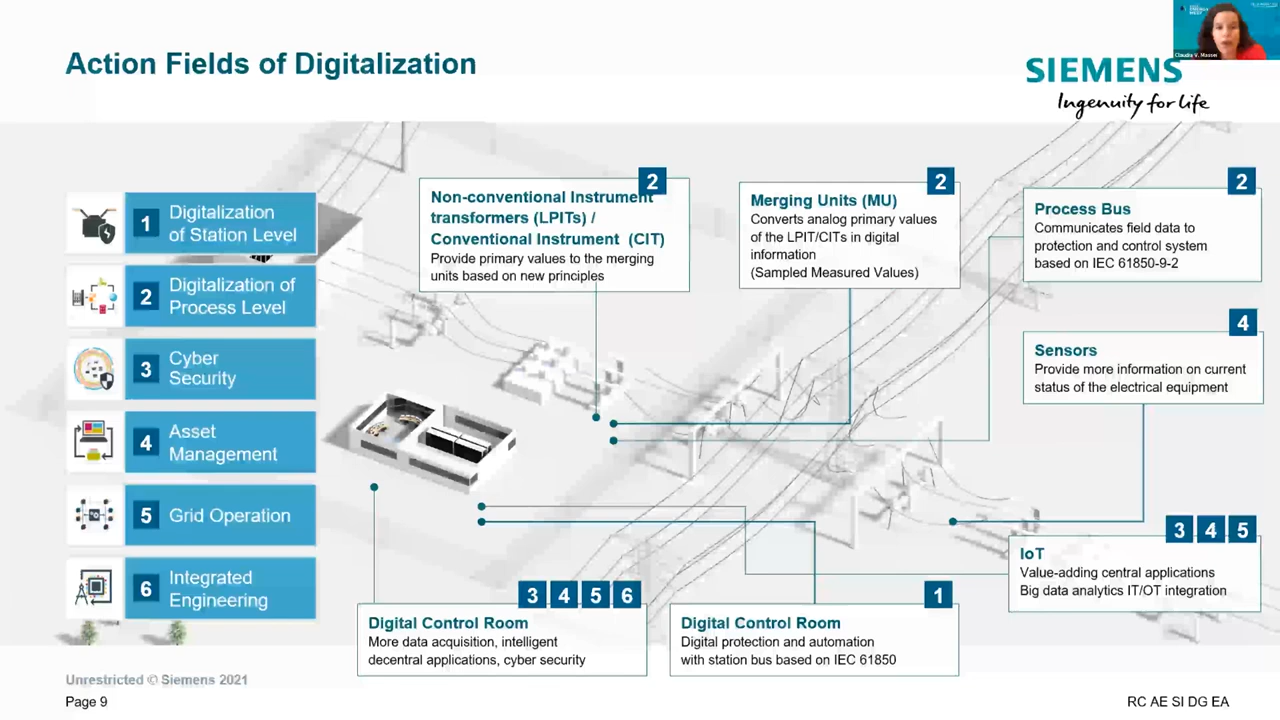 Action Fields of Digitalization
Claudia V. Masson
SIEMENS
Ingenuity for life
1
Digitalization
of Station Level
2
Digitalization of
Process Level
3
Cyber
Security
4
Asset
Management
5
Grid Operation
6
Integrated
Engineering
2
Non-conventional Instrument
transformers (LPITs) /
Conventional Instrument (CIT)
Provide primary values to the merging
units based on new principles
2
Merging Units (MU)
Converts analog primary values
of the LPIT/CITs in digital
information
(Sampled Measured Values)
2
Process Bus
Communicates field data to
protection and control system
based on IEC 61850-9-2
4
Sensors
Provide more information on current
status of the electrical equipment
3 4 5
IoT
Value-adding central applications
Big data analytics IT/OT integration
3 4 5 6
Digital Control Room
More data acquisition, intelligent
decentral applications, cyber security
1
Digital Control Room
Digital protection and automation
with station bus based on IEC 61850
Unrestricted © Siemens 2021
Page 9
RC AE SI DG EA